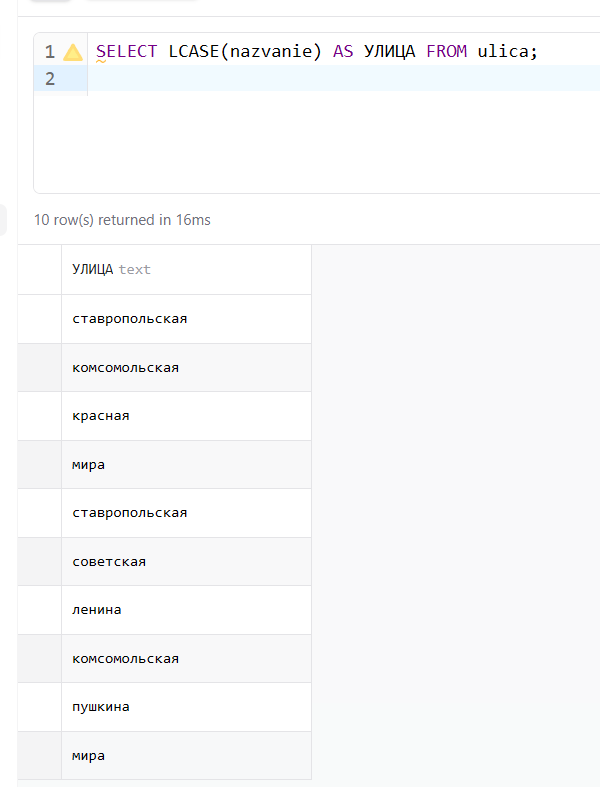 1 SELECT LCASE(nazvanie) AS УЛИЦА FROM ulica;
2
10 row(s) returned in 16ms
УЛИЦА text
ставропольская
комсомольская
красная
мира
ставропольская
советская
ленина
комсомольская
пушкина
мира